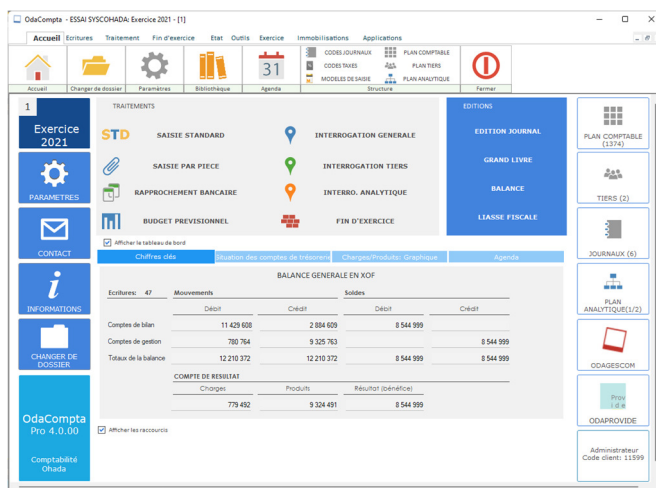 OdaCompta - ESSAI SYSCOHADA: Exercice 2021 - [1]
Accueil Ecritures Traitement Fin d'exercice Etat Outils Exercice Immobilisations Applications
CODES JOURNAUX PLAN COMPTABLE
CODES TAXES PLAN TIERS
31
MODELES DE SAISIE PLAN ANALYTIQUE
Accueil Changer de dossier Paramètres Bibliothèque Agenda Structure Fermer
1
Exercice
2021
PARAMETRES
CONTACT
INFORMATIONS
CHANGER DE
DOSSIER
OdaCompta
Pro 4.0.00
Comptabilité
Ohada
TRAITEMENTS
STD SAISIE STANDARD INTERROGATION GENERALE
SAISIE PAR PIECE INTERROGATION TIERS
RAPPROCHEMENT BANCAIRE INTERRO. ANALYTIQUE
BUDGET PREVISIONNEL FIN D'EXERCICE
EDITIONS
EDITION JOURNAL
GRAND LIVRE
BALANCE
LIASSE FISCALE
Afficher le tableau de bord
Chiffres clés Situation des comptes de trésorerie Charges/Produits: Graphique Agenda
BALANCE GENERALE EN XOF
Ecritures: 47 Mouvements Soldes
Débit Crédit Débit Crédit
Comptes de bilan 11 429 608 2 884 609 8 544 999
Comptes de gestion 780 764 9 325 763 8 544 999
Totaux de la balance 12 210 372 12 210 372 8 544 999 8 544 999
COMPTE DE RESULTAT
Charges Produits Résultat (bénéfice)
779 492 9 324 491 8 544 999
Afficher les raccourcis
PLAN COMPTABLE
(1374)
TIERS (2)
JOURNAUX (6)
PLAN
ANALYTIQUE(1/2)
ODAGESCOM
Prov
i d e
ODAPROVIDE
Administrateur
Code client: 11599